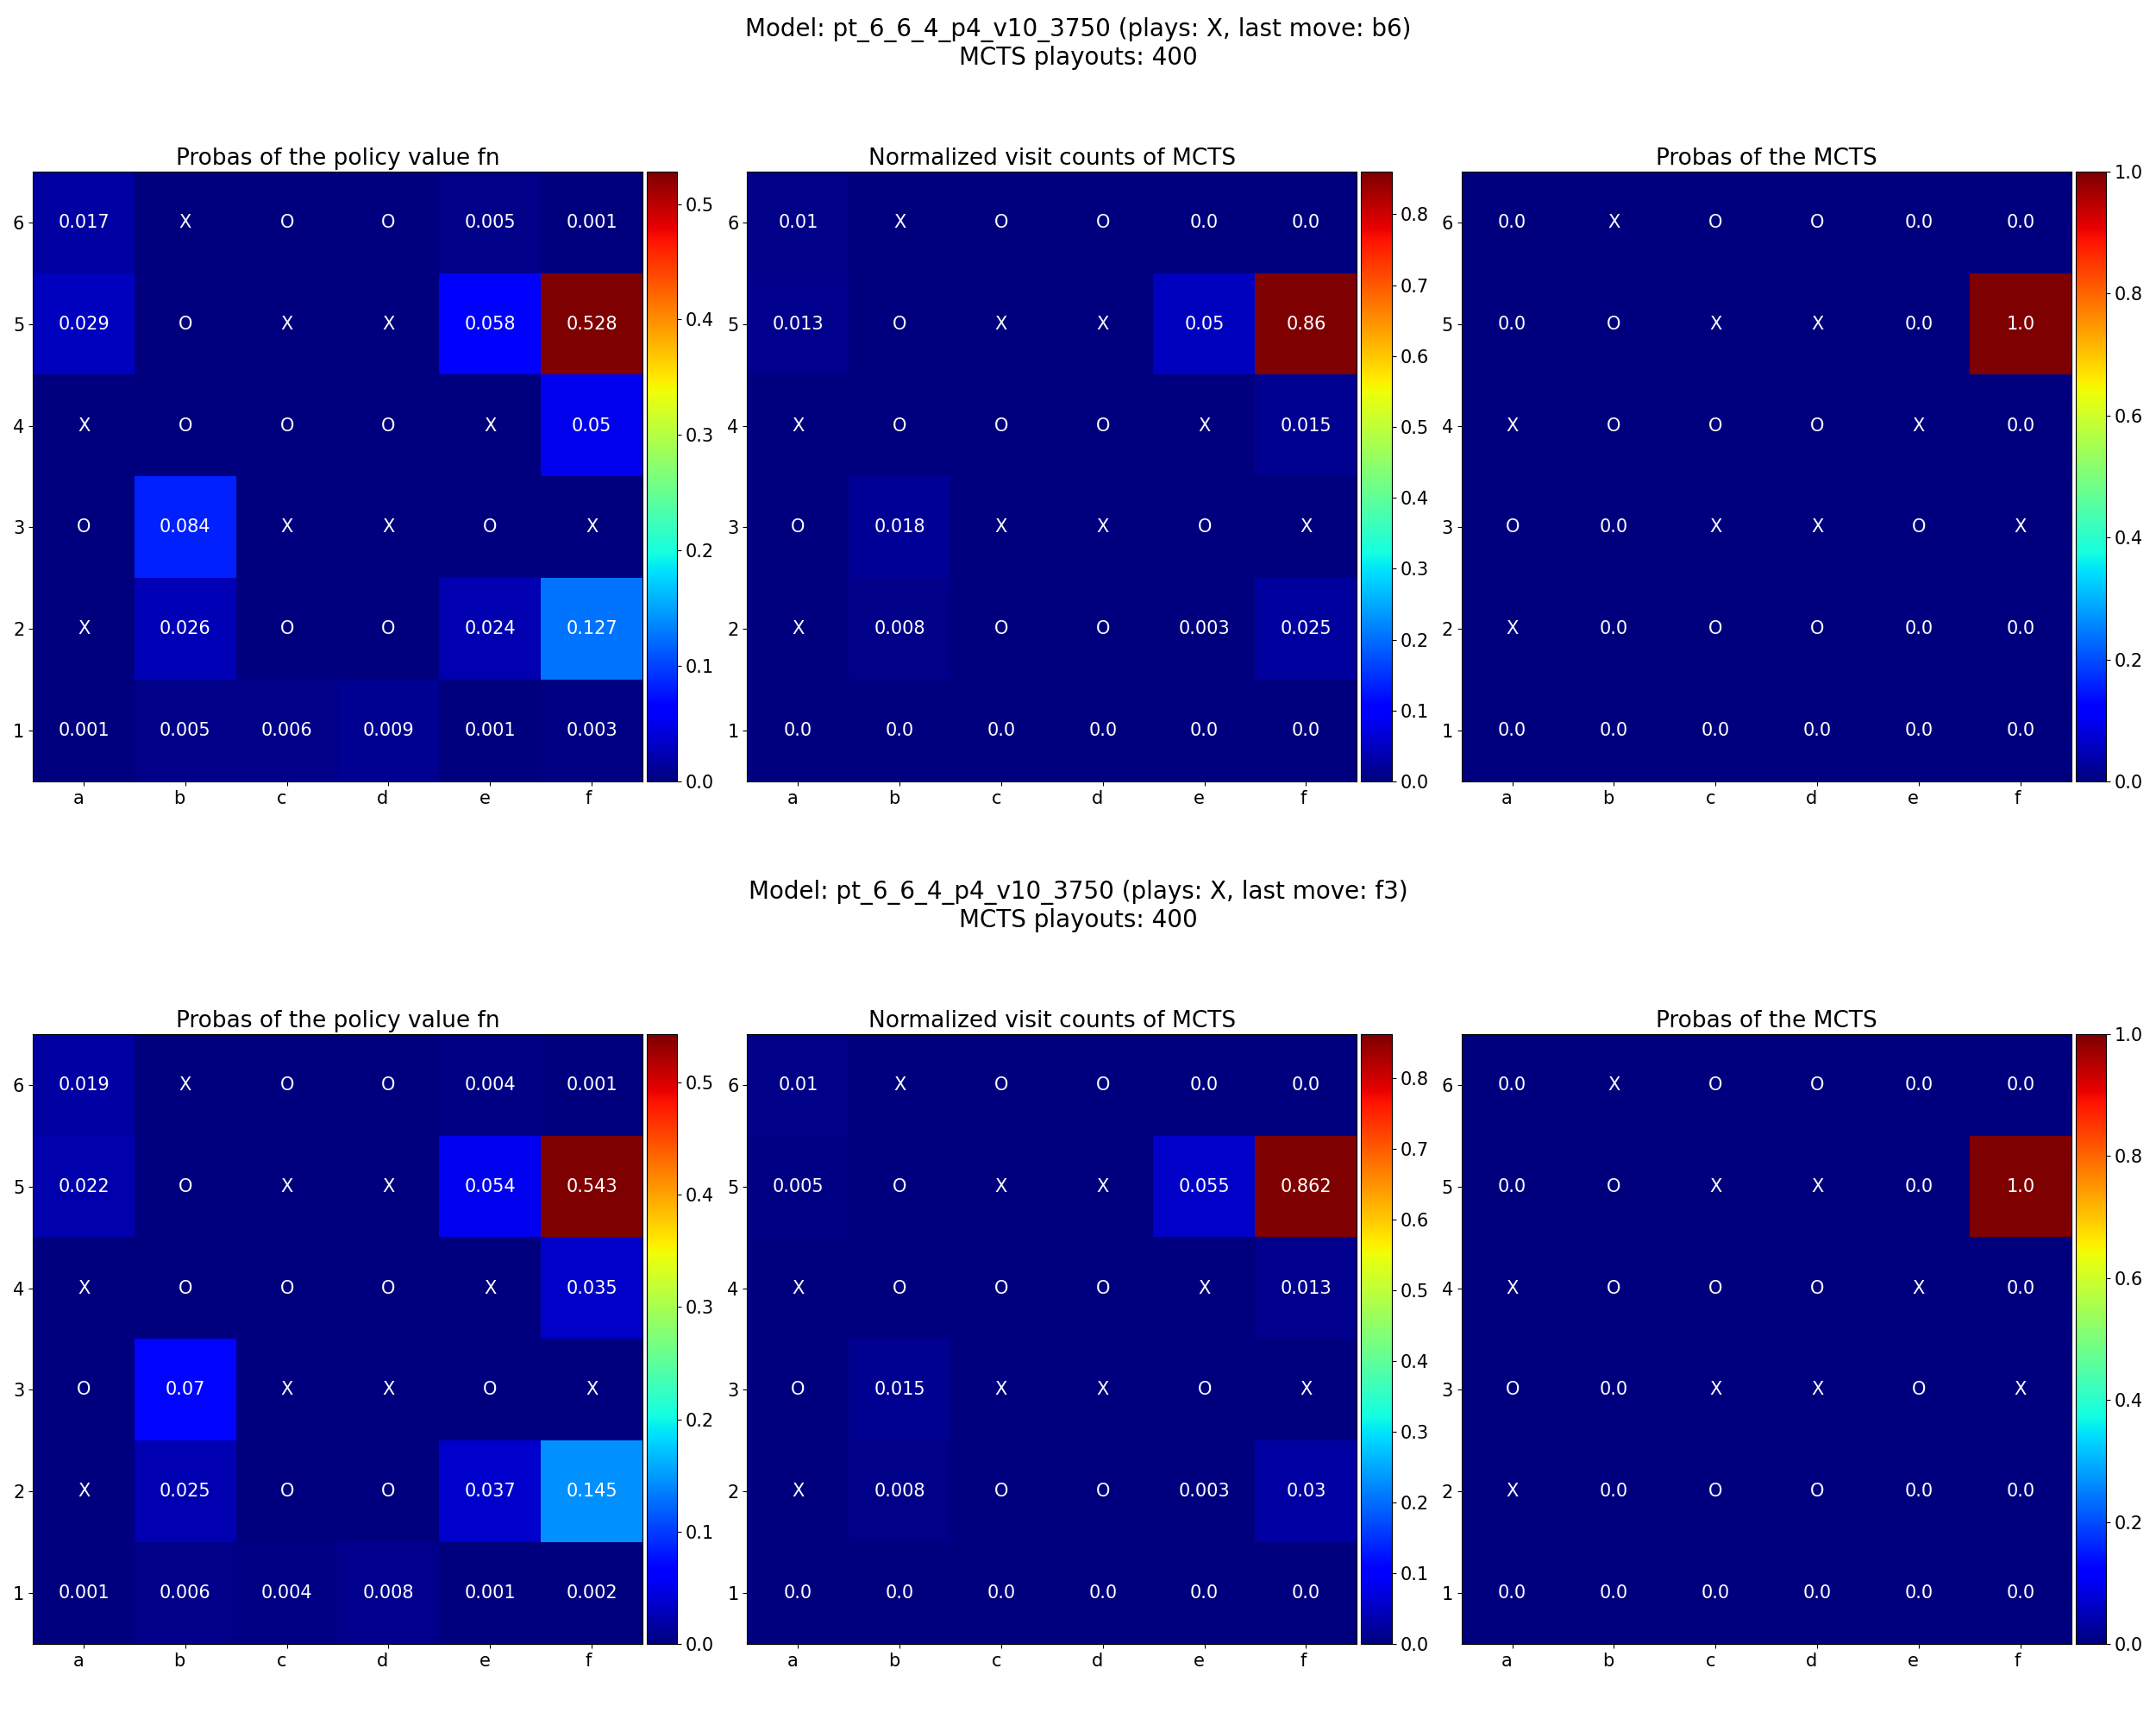 Model: pt_6_6_4_p4_v10_3750 (plays: X, last move: b6)
MCTS playouts: 400
Probas of the policy value fn
6 0.017 X O O 0.005 0.001
5 0.029 O X X 0.058 0.528
4 X O O O X 0.05
3 O 0.084 X X O X
2 X 0.026 O O 0.024 0.127
1 0.001 0.005 0.006 0.009 0.001 0.003
a b c d e f
0.5
0.4
0.3
0.2
0.1
0.0
Normalized visit counts of MCTS
6 0.01 X O O 0.0 0.0
5 0.013 O X X 0.05 0.86
4 X O O O X 0.015
3 O 0.018 X X O X
2 X 0.008 O O 0.003 0.025
1 0.0 0.0 0.0 0.0 0.0 0.0
a b c d e f
0.8
0.7
0.6
0.5
0.4
0.3
0.2
0.1
0.0
Probas of the MCTS
6 0.0 X O O 0.0 0.0
5 0.0 O X X 0.0 1.0
4 X O O O X 0.0
3 O 0.0 X X O X
2 X 0.0 O O 0.0 0.0
1 0.0 0.0 0.0 0.0 0.0 0.0
a b c d e f
1.0
0.8
0.6
0.4
0.2
0.0
Model: pt_6_6_4_p4_v10_3750 (plays: X, last move: f3)
MCTS playouts: 400
Probas of the policy value fn
6 0.019 X O O 0.004 0.001
5 0.022 O X X 0.054 0.543
4 X O O O X 0.035
3 O 0.07 X X O X
2 X 0.025 O O 0.037 0.145
1 0.001 0.006 0.004 0.008 0.001 0.002
a b c d e f
0.5
0.4
0.3
0.2
0.1
0.0
Normalized visit counts of MCTS
6 0.01 X O O 0.0 0.0
5 0.005 O X X 0.055 0.862
4 X O O O X 0.013
3 O 0.015 X X O X
2 X 0.008 O O 0.003 0.03
1 0.0 0.0 0.0 0.0 0.0 0.0
a b c d e f
0.8
0.7
0.6
0.5
0.4
0.3
0.2
0.1
0.0
Probas of the MCTS
6 0.0 X O O 0.0 0.0
5 0.0 O X X 0.0 1.0
4 X O O O X 0.0
3 O 0.0 X X O X
2 X 0.0 O O 0.0 0.0
1 0.0 0.0 0.0 0.0 0.0 0.0
a b c d e f
1.0
0.8
0.6
0.4
0.2
0.0